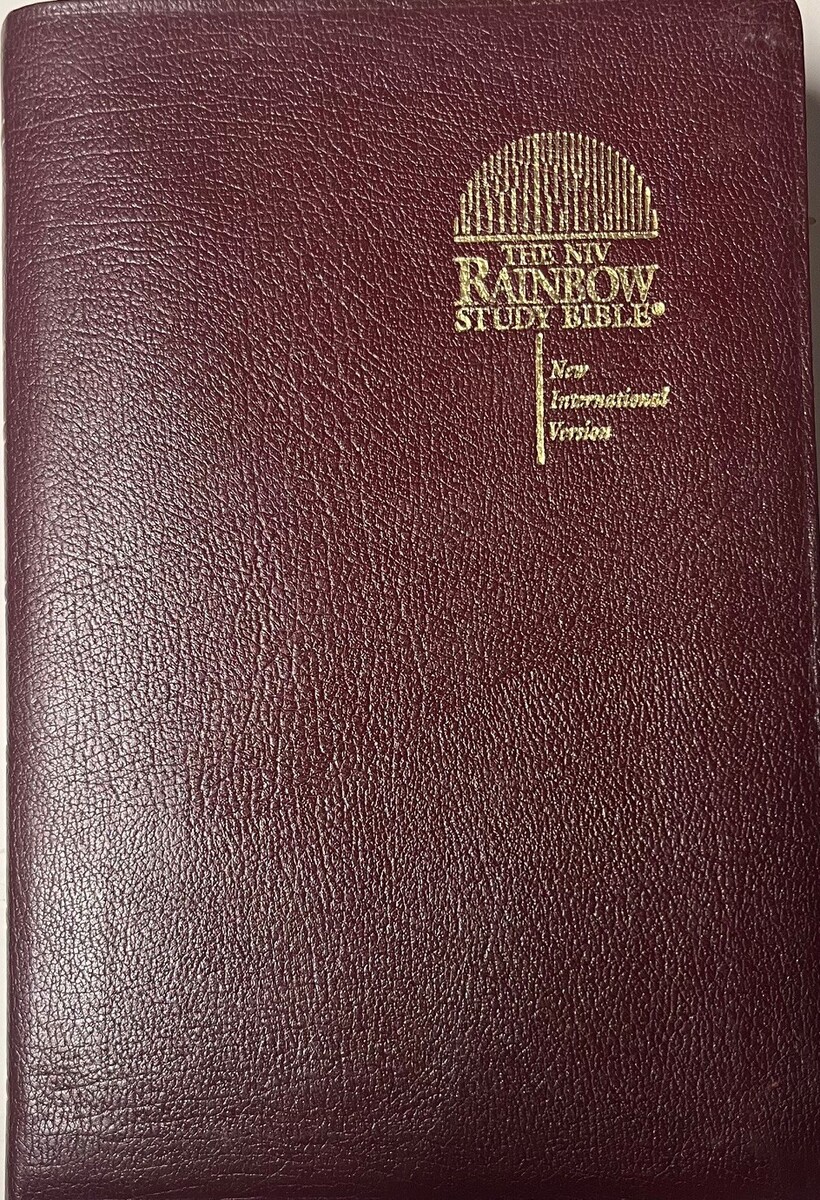 THE NIV
RAINBOW
STUDY BIBLE®
New
International
Version